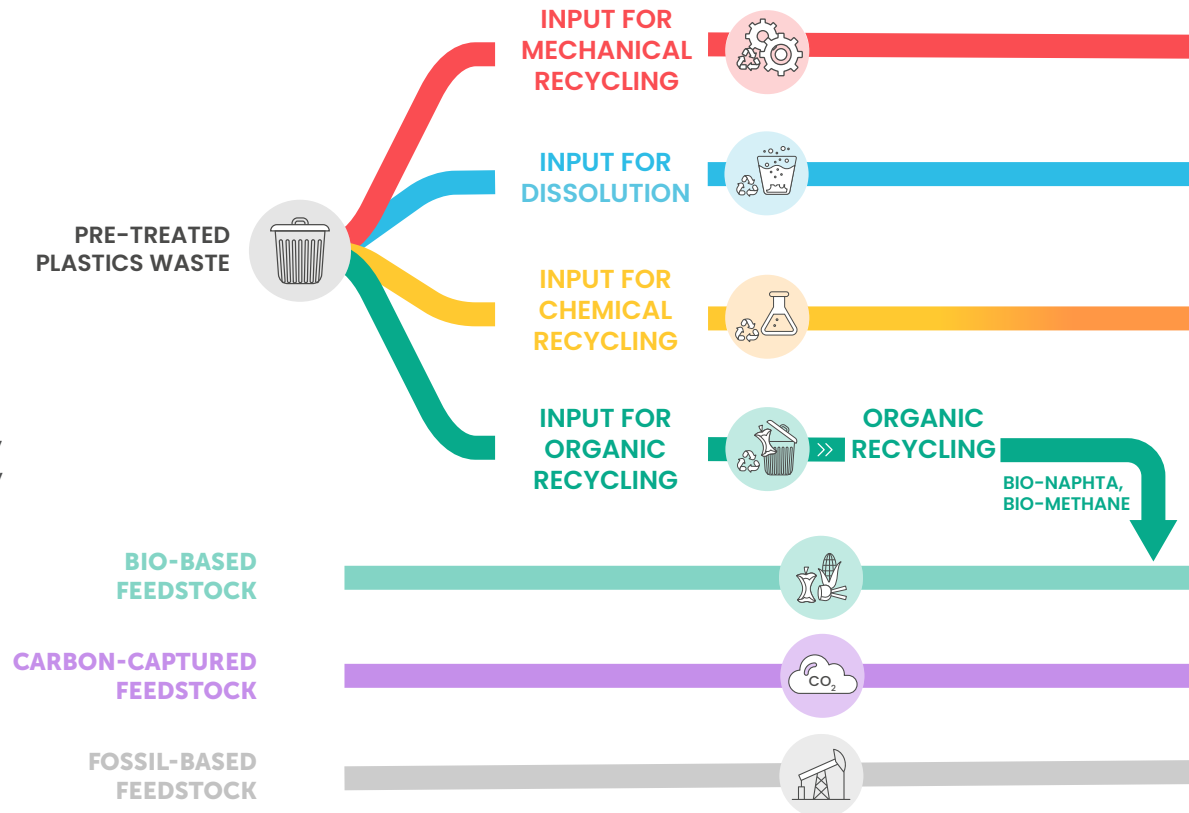 INPUT FOR
MECHANICAL
RECYCLING
INPUT FOR
DISSOLUTION
PRE-TREATED
PLASTICS WASTE
INPUT FOR
CHEMICAL
RECYCLING
INPUT FOR
ORGANIC
RECYCLING
ORGANIC
RECYCLING
BIO-NAPHTA,
BIO-METHANE
BIO-BASED
FEEDSTOCK
CARBON-CAPTURED
FEEDSTOCK
CO₂
FOSSIL-BASED
FEEDSTOCK